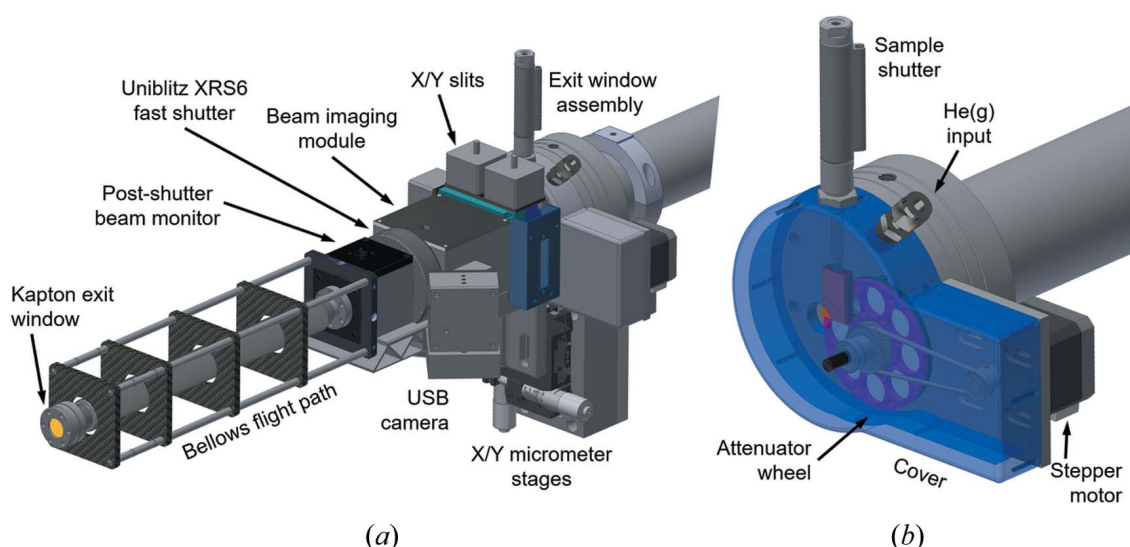 Uniblitz XRS6
fast shutter
Beam imaging
module
X/Y slits
Exit window
assembly
Post-shutter
beam monitor
Kapton exit
window
Bellows flight path
USB
camera
X/Y micrometer
stages
(a)
Sample
shutter
He(g)
input
Attenuator
wheel
Cover
Stepper
motor
(b)